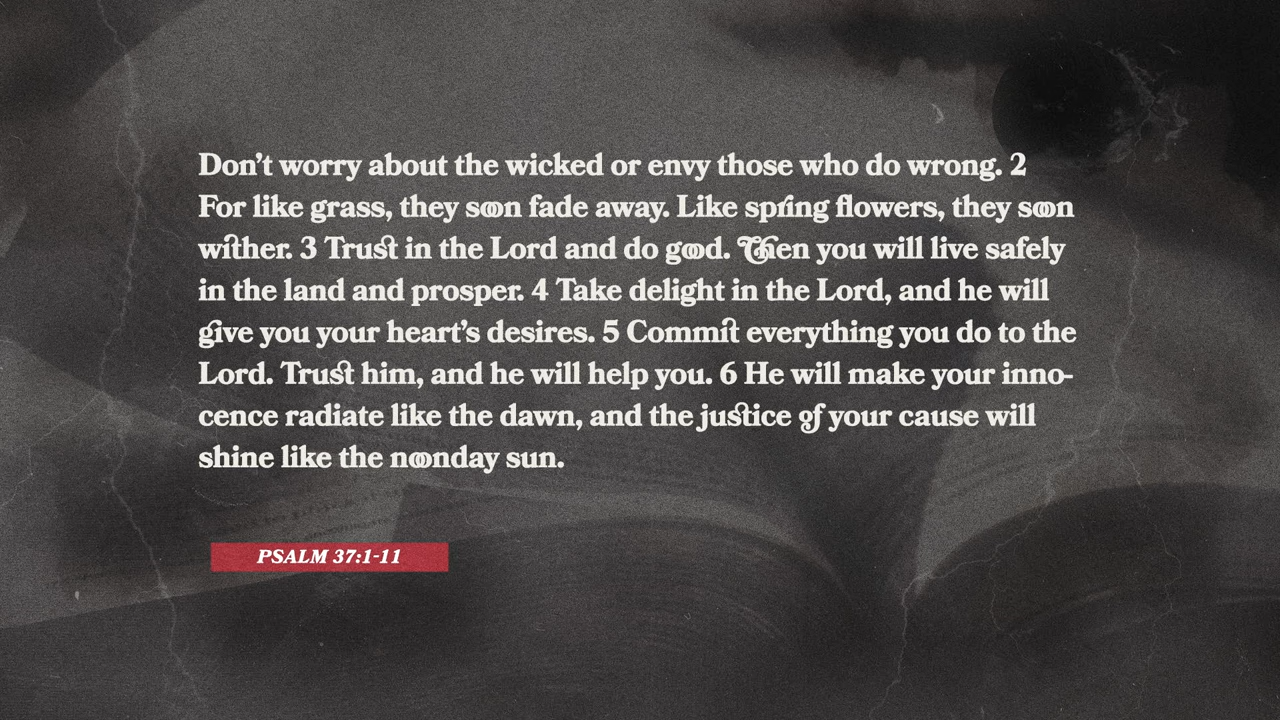 Don't worry about the wicked or envy those who do wrong. 2
For like grass, they soon fade away. Like spring flowers, they soon
wither. 3 Trust in the Lord and do good. Then you will live safely
in the land and prosper. 4 Take delight in the Lord, and he will
give you your heart's desires. 5 Commit everything you do to the
Lord. Trust him, and he will help you. 6 He will make your inno-
cence radiate like the dawn, and the justice of your cause will
shine like the noonday sun.
PSALM 37:1-11